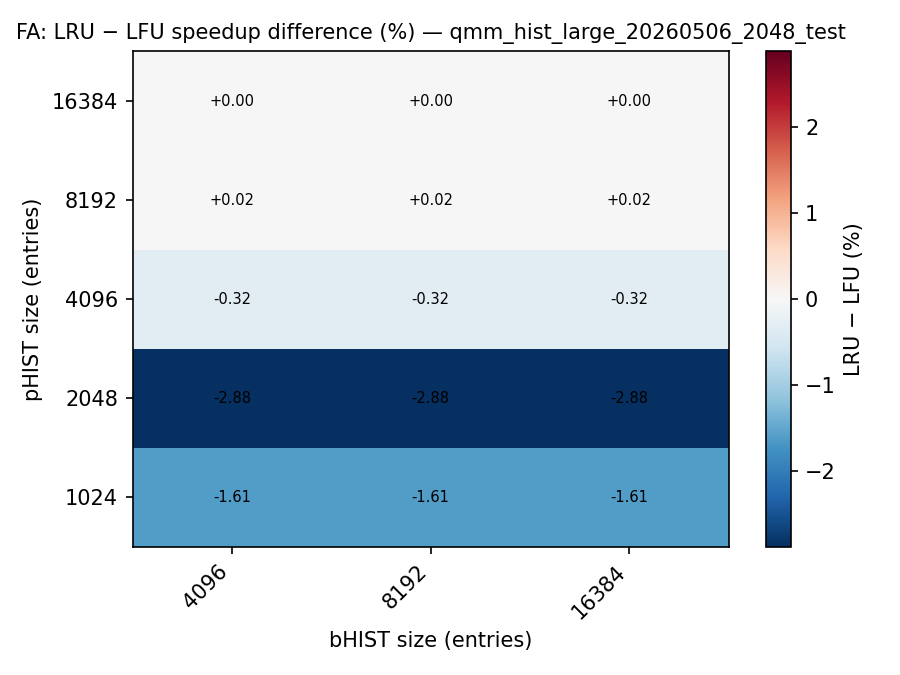 FA: LRU − LFU speedup difference (%) — qmm_hist_large_20260506_2048_test
pHIST size (entries)
16384 +0.00 +0.00 +0.00
8192 +0.02 +0.02 +0.02
4096 -0.32 -0.32 -0.32
2048 -2.88 -2.88 -2.88
1024 -1.61 -1.61 -1.61
4096 8192 16384
bHIST size (entries)
2
1
0
−1
−2
LRU − LFU (%)